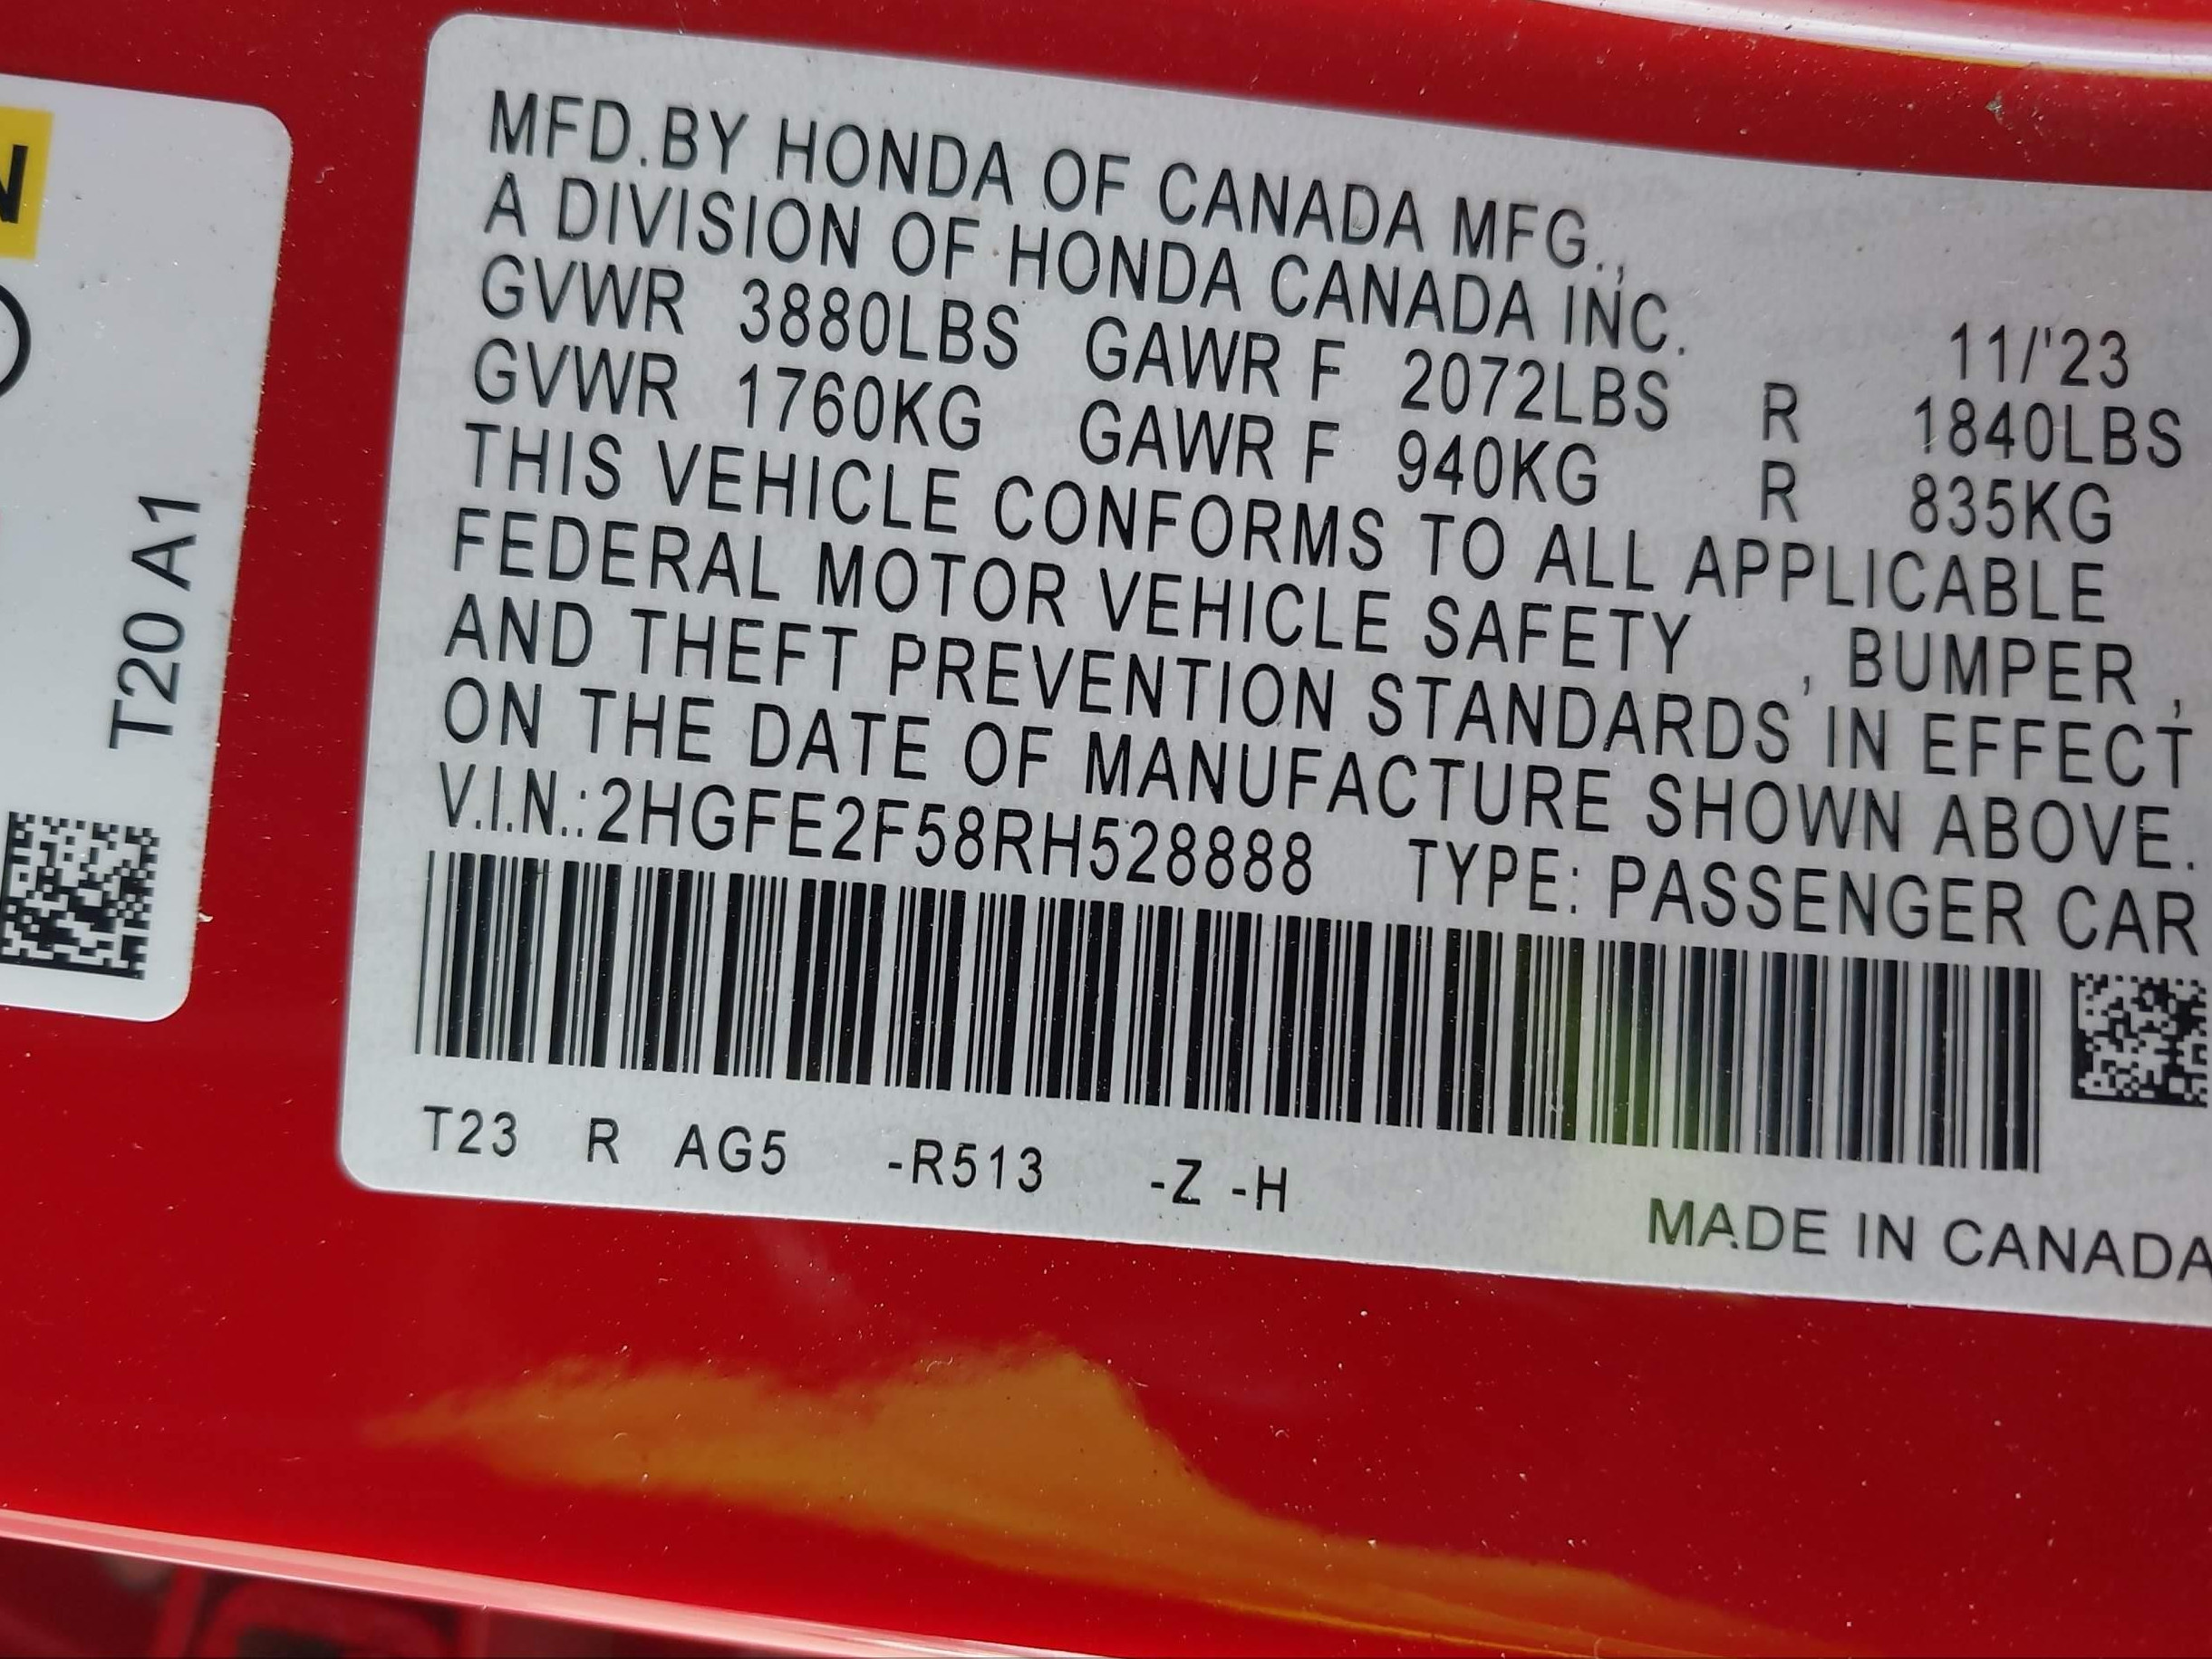 N
T20 A1
MFD.BY HONDA OF CANADA MFG.,
A DIVISION OF HONDA CANADA INC. 11/'23
GVWR 3880LBS GAWR F 2072LBS R 1840LBS
GVWR 1760KG GAWR F 940KG R 835KG
THIS VEHICLE CONFORMS TO ALL APPLICABLE
FEDERAL MOTOR VEHICLE SAFETY , BUMPER ,
AND THEFT PREVENTION STANDARDS IN EFFECT
ON THE DATE OF MANUFACTURE SHOWN ABOVE.
V.I.N.:2HGFE2F58RH528888 TYPE: PASSENGER CAR
T23 R AG5 -R513 -Z -H
MADE IN CANADA